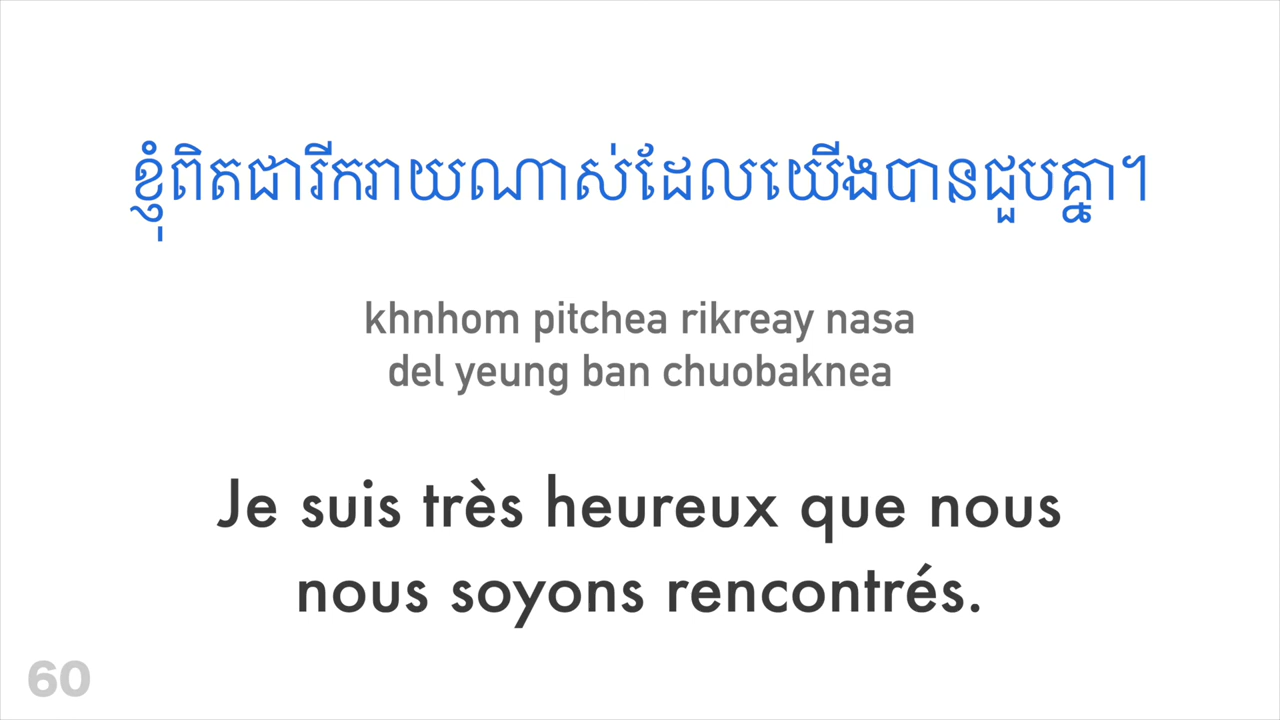 ខ្ញុំពិតជារីករាយណាស់ដែលយើងបានជួបគ្នា។
khnhom pitchea rikreay nasa
del yeung ban chuobaknea
Je suis très heureux que nous
nous soyons rencontrés.
60